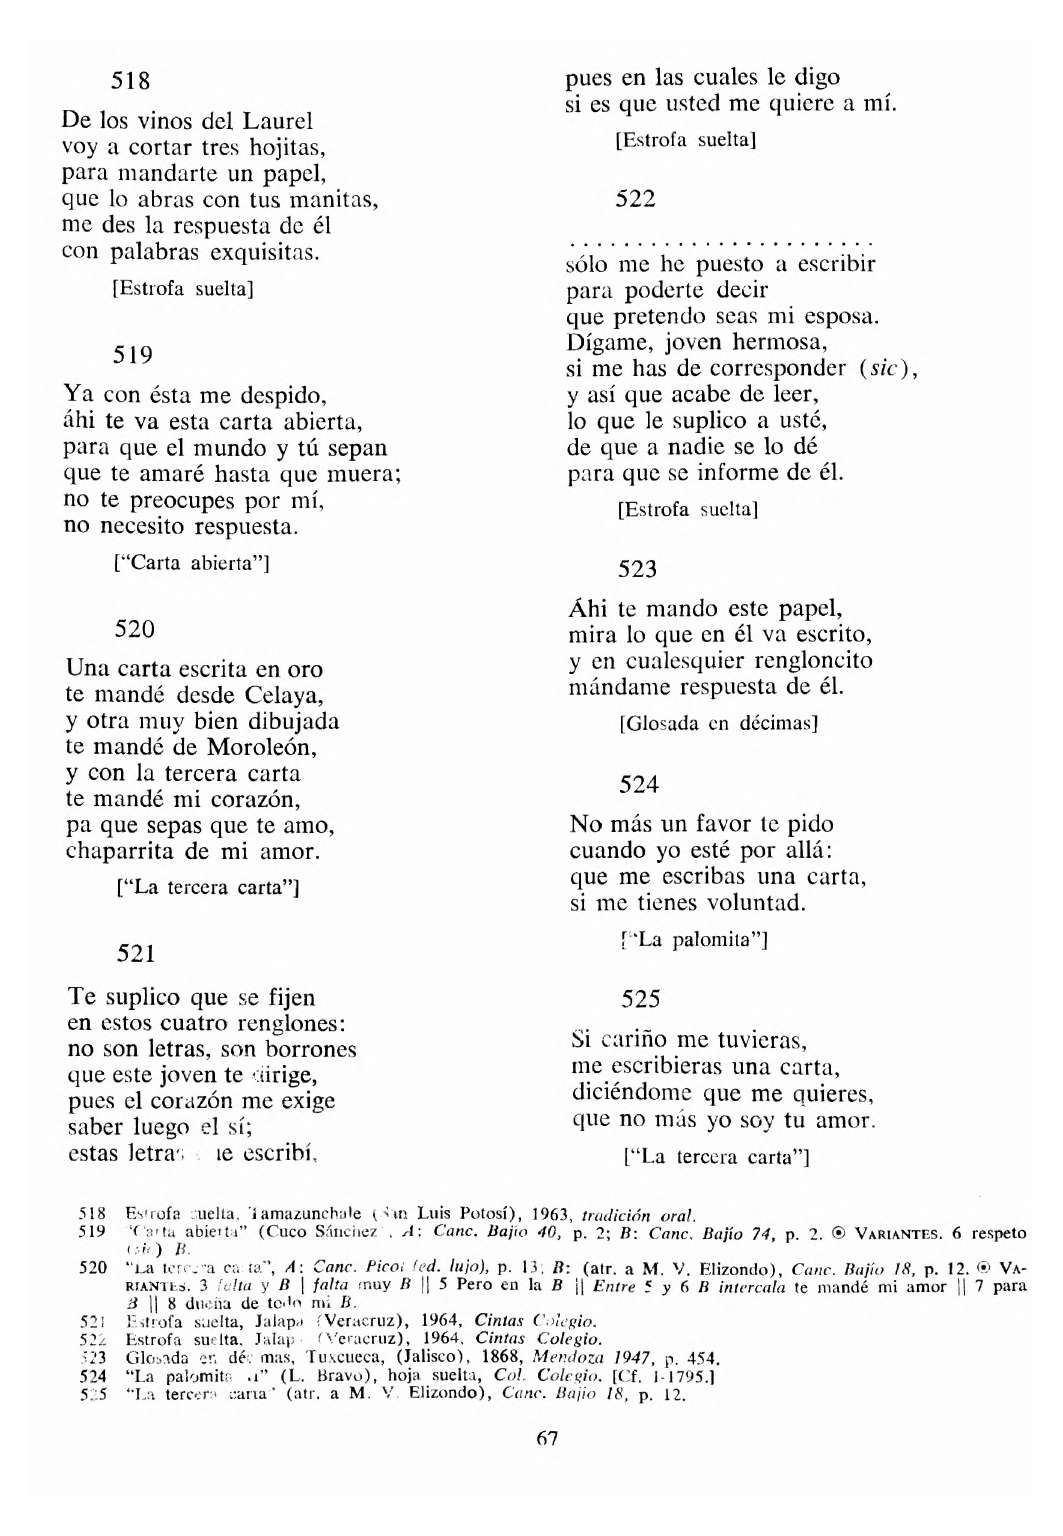 518
De los vinos del Laurel
voy a cortar tres hojitas,
para mandarte un papel,
que lo abras con tus manitas,
me des la respuesta de él
con palabras exquisitas.
[Estrofa suelta]
519
Ya con ésta me despido,
áhi te va esta carta abierta,
para que el mundo y tú sepan
que te amaré hasta que muera;
no te preocupes por mí,
no necesito respuesta.
["Carta abierta"]
520
Una carta escrita en oro
te mandé desde Celaya,
y otra muy bien dibujada
te mandé de Moroleón,
y con la tercera carta
te mandé mi corazón,
pa que sepas que te amo,
chaparrita de mi amor.
["La tercera carta"]
521
Te suplico que se fijen
en estos cuatro renglones:
no son letras, son borrones
que este joven te dirige,
pues el corazón me exige
saber luego el sí;
estas letras le escribí,
pues en las cuales le digo
si es que usted me quiere a mí.
[Estrofa suelta]
522
.......................
sólo me he puesto a escribir
para poderte decir
que pretendo seas mi esposa.
Dígame, joven hermosa,
si me has de corresponder (sic),
y así que acabe de leer,
lo que le suplico a usté,
de que a nadie se lo dé
para que se informe de él.
[Estrofa suelta]
523
Áhi te mando este papel,
mira lo que en él va escrito,
y en cualesquier rengloncito
mándame respuesta de él.
[Glosada en décimas]
524
No más un favor te pido
cuando yo esté por allá:
que me escribas una carta,
si me tienes voluntad.
["La palomita"]
525
Si cariño me tuvieras,
me escribieras una carta,
diciéndome que me quieres,
que no más yo soy tu amor.
["La tercera carta"]
518 Estrofa suelta, Tamazunchale (San Luis Potosí), 1963, tradición oral.
519 "Carta abierta" (Cuco Sánchez), A: Canc. Bajío 40, p. 2; B: Canc. Bajío 74, p. 2. ⊙ VARIANTES. 6 respeto
(sic) B.
520 "La tercera carta", A: Canc. Picot (ed. lujo), p. 13; B: (atr. a M. V. Elizondo), Canc. Bajío 18, p. 12. ⊙ VA-
RIANTES. 3 falta y B | falta muy B || 5 Pero en la B || Entre 5 y 6 B intercala te mandé mi amor || 7 para
B || 8 dueña de todo mi B.
521 Estrofa suelta, Jalapa (Veracruz), 1964, Cintas Colegio.
522 Estrofa suelta, Jalapa (Veracruz), 1964, Cintas Colegio.
523 Glosada en décimas, Tuxcueca, (Jalisco), 1868, Mendoza 1947, p. 454.
524 "La palomita (L. Bravo), hoja suelta, Col. Colegio. [Cf. 1-1795.]
525 "La tercera carta" (atr. a M. V. Elizondo), Canc. Bajío 18, p. 12.
67